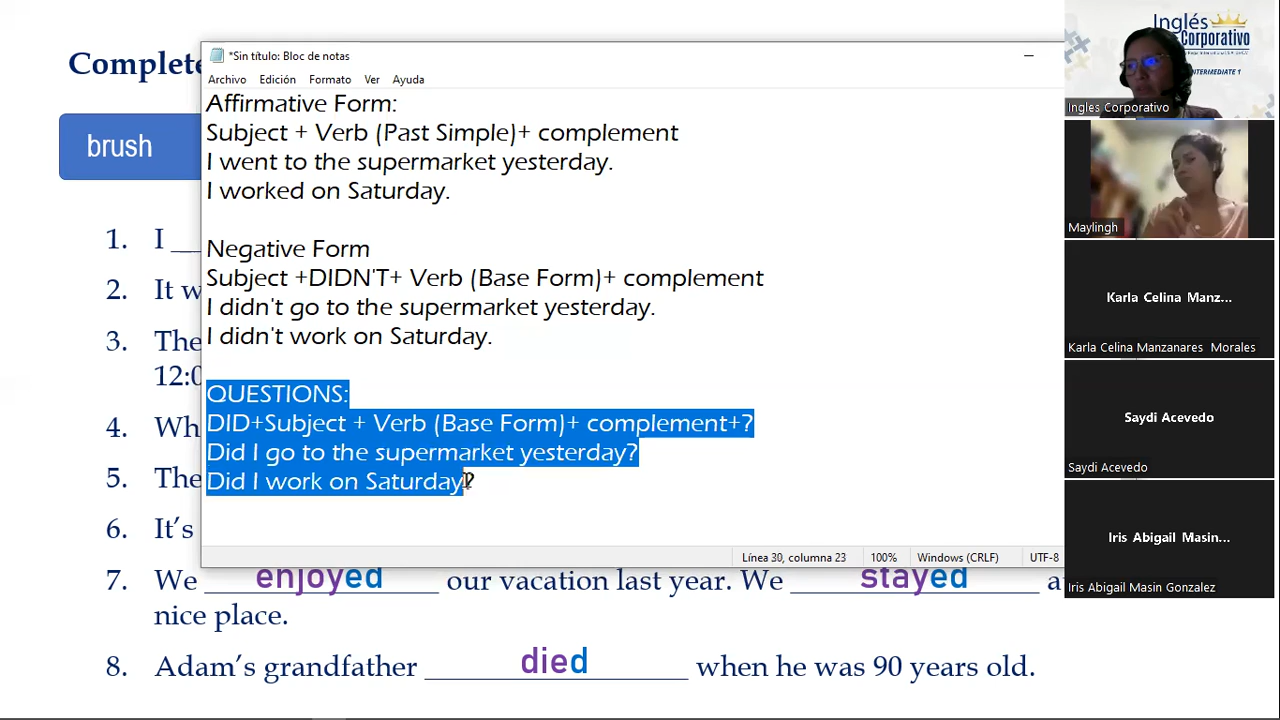 Complete
brush
1. I
2. It w
3. The
12:0
4. Wh
5. The
6. It's
7. We enjoyed our vacation last year. We stayed a
nice place.
8. Adam's grandfather died when he was 90 years old.
*Sin título: Bloc de notas
Archivo Edición Formato Ver Ayuda
Affirmative Form:
Subject + Verb (Past Simple)+ complement
I went to the supermarket yesterday.
I worked on Saturday.
Negative Form
Subject +DIDN'T+ Verb (Base Form)+ complement
I didn't go to the supermarket yesterday.
I didn't work on Saturday.
QUESTIONS:
DID+Subject + Verb (Base Form)+ complement+?
Did I go to the supermarket yesterday?
Did I work on Saturday?
Línea 30, columna 23 100% Windows (CRLF) UTF-8
Inglés
Corporativo
INTERMEDIATE 1
Ingles Corporativo
Maylingh
Karla Celina Manz...
Karla Celina Manzanares Morales
Saydi Acevedo
Saydi Acevedo
Iris Abigail Masin...
Iris Abigail Masin Gonzalez